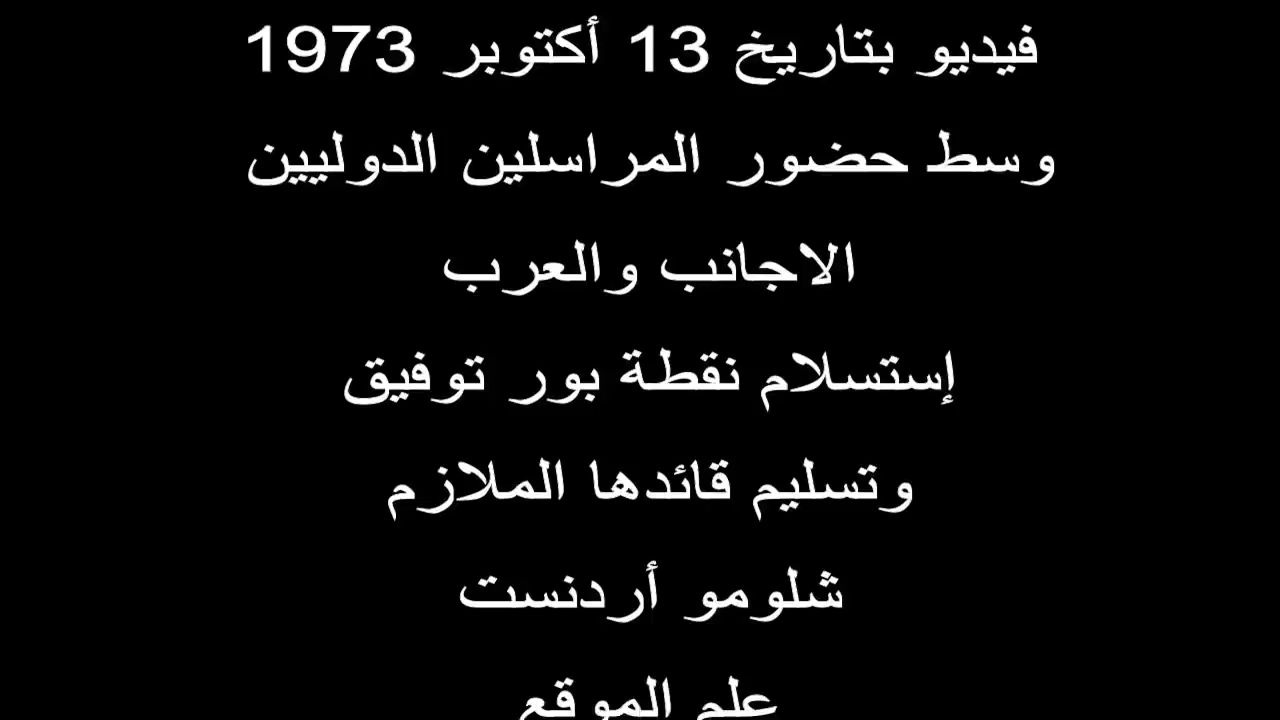 فيديو بتاريخ 13 أكتوبر 1973
وسط حضور المراسلين الدوليين
الاجانب والعرب
إستسلام نقطة بور توفيق
وتسليم قائدها الملازم
شلومو أردنست
علم الموقع